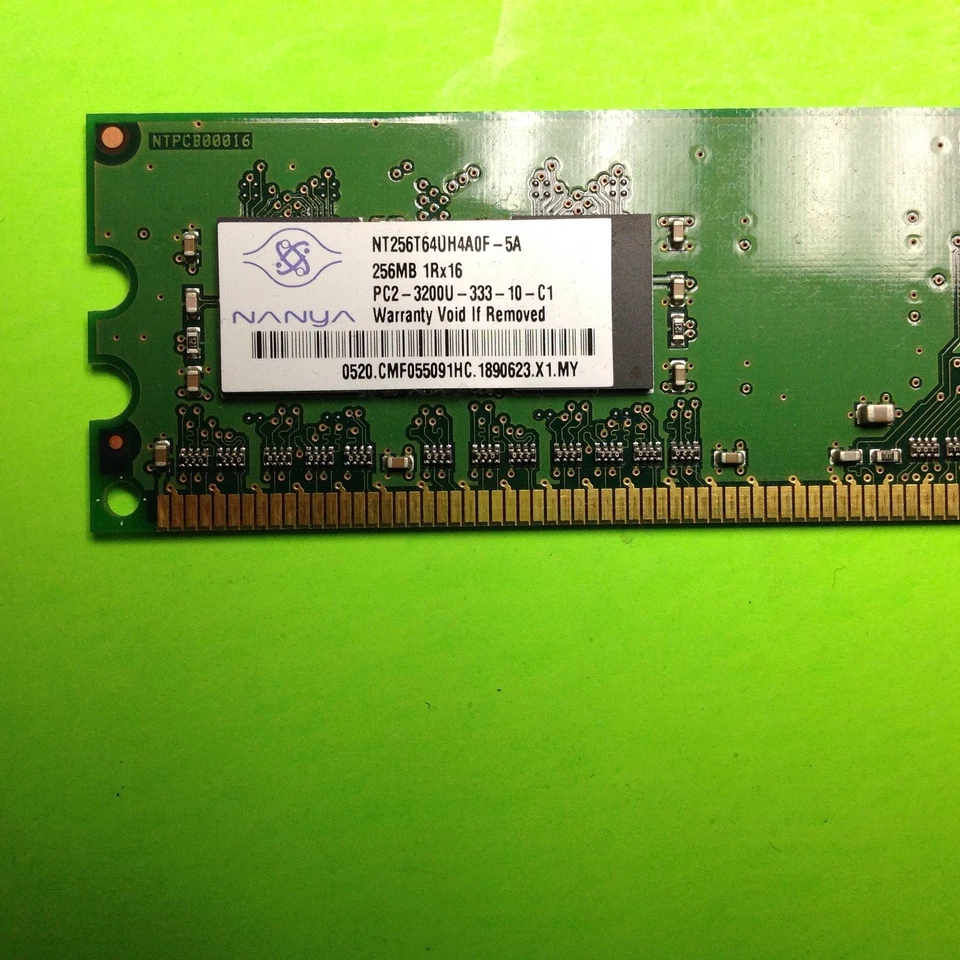 NTPCB00016
NT256T64UH4A0F-5A
256MB 1Rx16
PC2-3200U-333-10-C1
NANYA
Warranty Void If Removed
0520.CMF055091HC.1890623.X1.MY